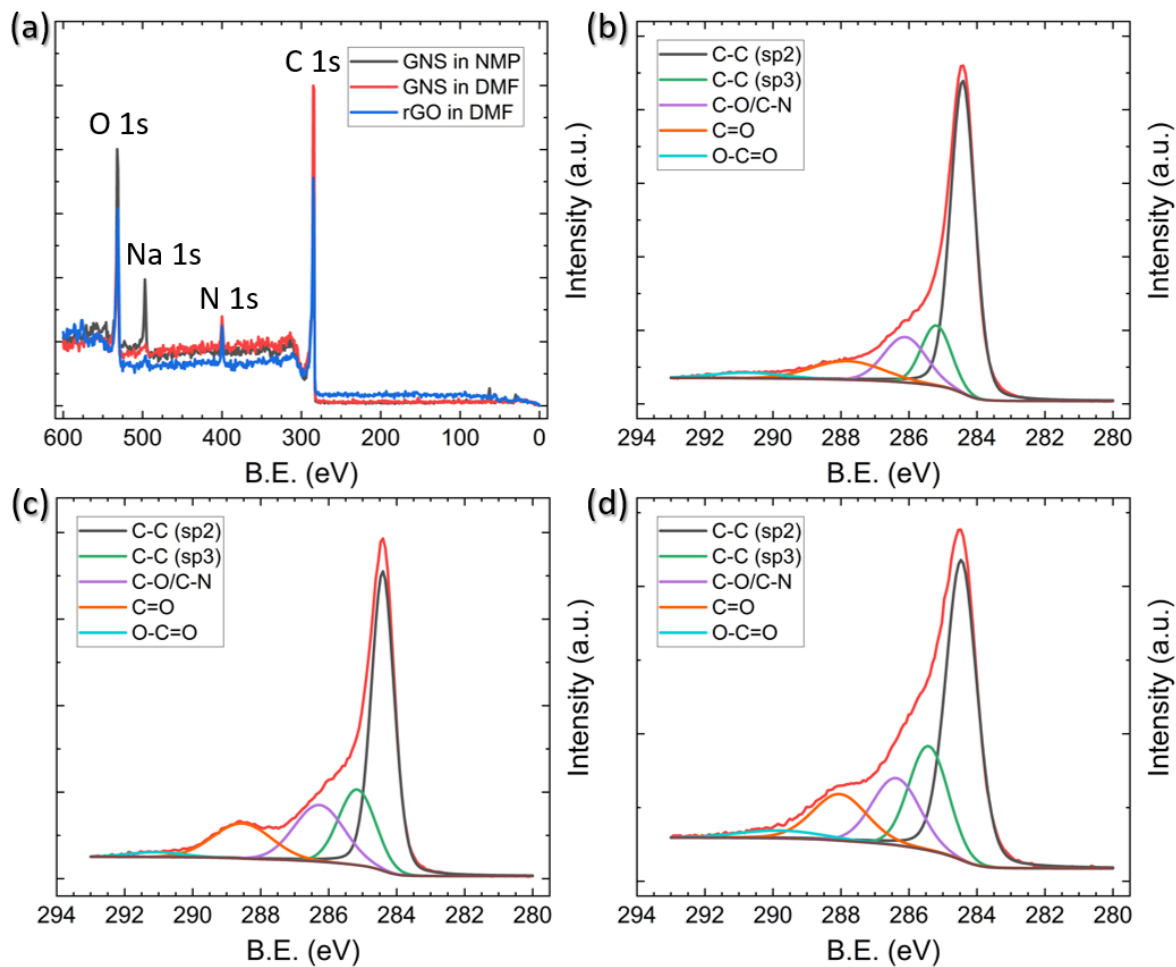 (a)
C 1s
GNS in NMP
GNS in DMF
rGO in DMF
O 1s
Na 1s
N 1s
600 500 400 300 200 100 0
B.E. (eV)
Intensity (a.u.)
(b)
C-C (sp2)
C-C (sp3)
C-O/C-N
C=O
O-C=O
294 292 290 288 286 284 282 280
B.E. (eV)
Intensity (a.u.)
(c)
C-C (sp2)
C-C (sp3)
C-O/C-N
C=O
O-C=O
294 292 290 288 286 284 282 280
B.E. (eV)
Intensity (a.u.)
(d)
C-C (sp2)
C-C (sp3)
C-O/C-N
C=O
O-C=O
294 292 290 288 286 284 282 280
B.E. (eV)
Intensity (a.u.)